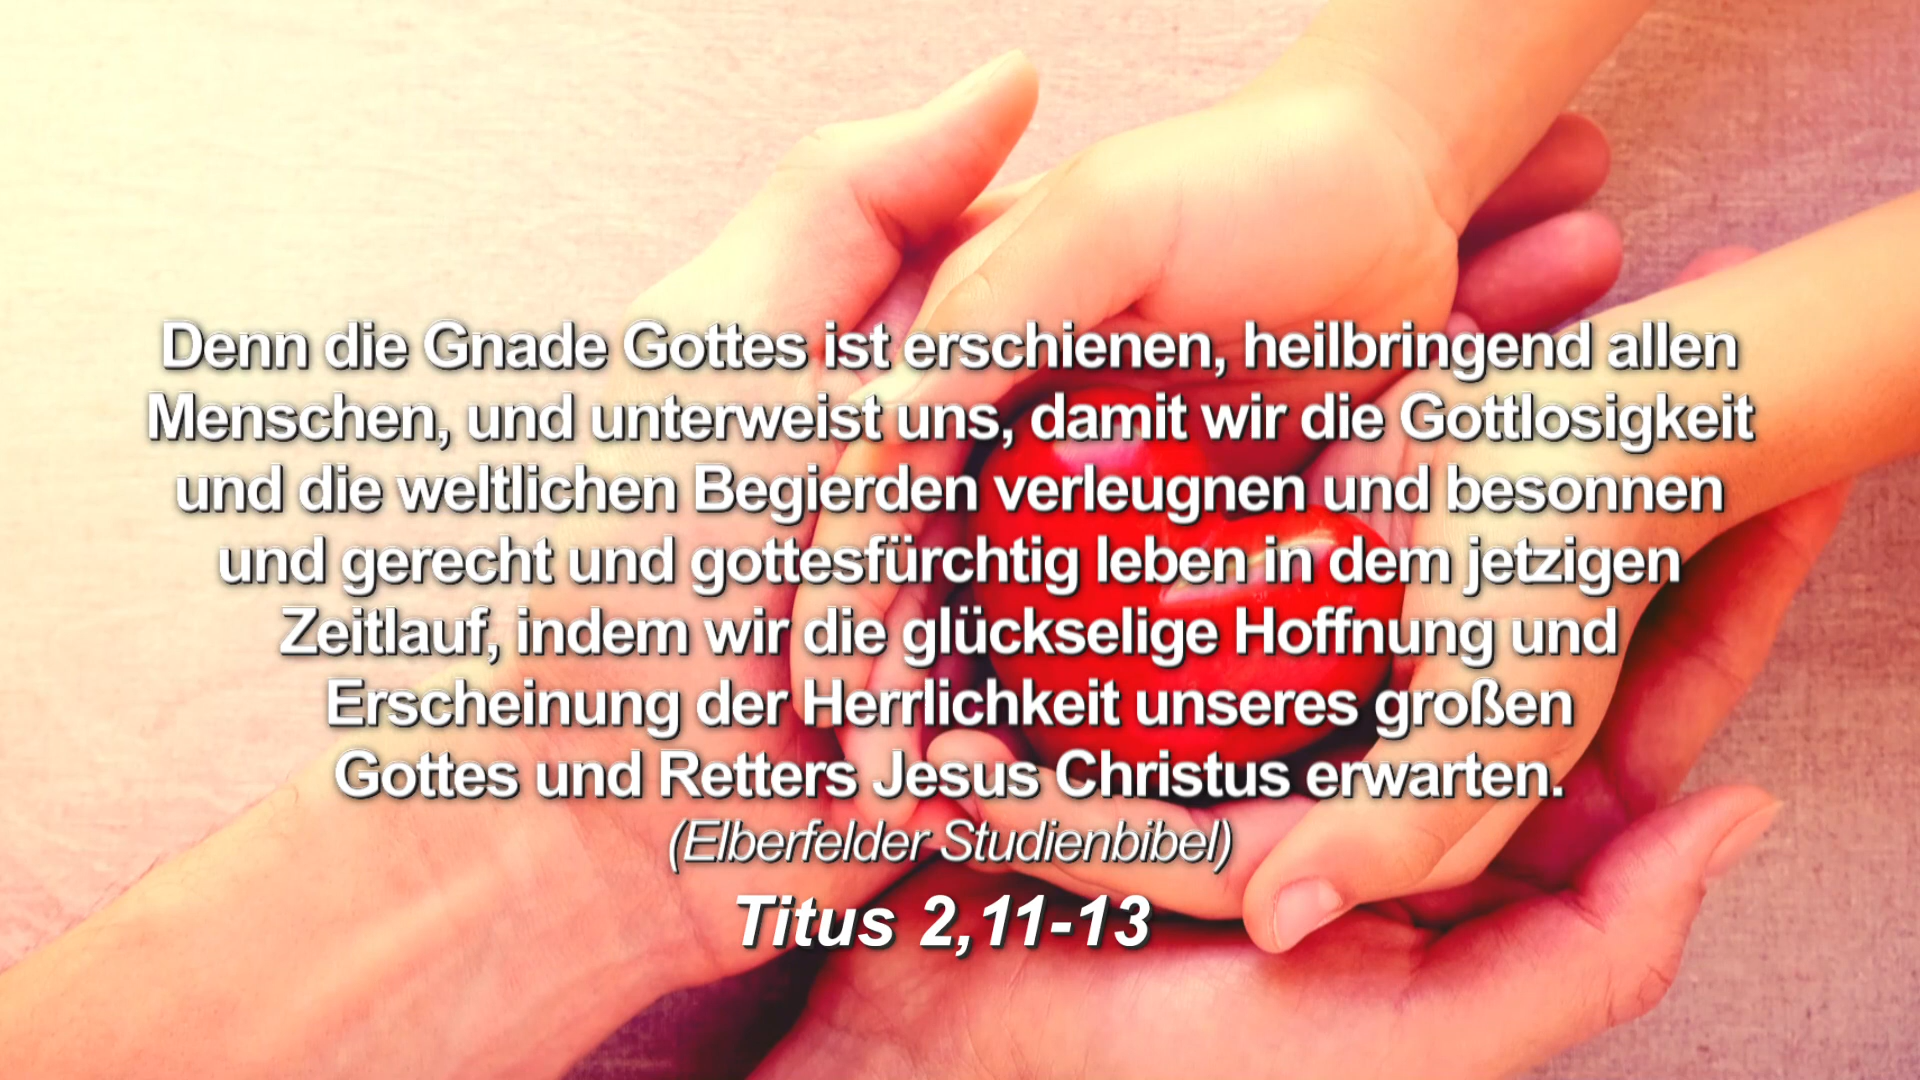 Denn die Gnade Gottes ist erschienen, heilbringend allen
Menschen, und unterweist uns, damit wir die Gottlosigkeit
und die weltlichen Begierden verleugnen und besonnen
und gerecht und gottesfürchtig leben in dem jetzigen
Zeitlauf, indem wir die glückselige Hoffnung und
Erscheinung der Herrlichkeit unseres großen
Gottes und Retters Jesus Christus erwarten.
(Elberfelder Studienbibel)
Titus 2,11-13